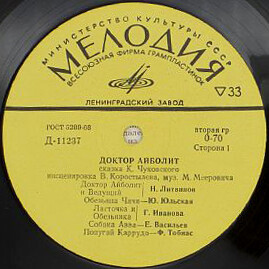 МИНИСТЕРСТВО КУЛЬТУРЫ СССР
МЕЛОДИЯ
ВСЕСОЮЗНАЯ ФИРМА ГРАМПЛАСТИНОК
▽33
ЛЕНИНГРАДСКИЙ ЗАВОД
ГОСТ 5289-68
Д-11237
вторая гр
0-70
Сторона 1
ДОКТОР АЙБОЛИТ
сказка К. Чуковского
инсценировка В. Коростылева, муз. М. Мееровича
Доктор Айболит и Ведущий — Н. Литвинов
Обезьяна Чичи — Ю. Юльская
Ласточка и Обезьянка — Г. Иванова
Собака Авва — Е. Васильев
Попугай Каррудо — Ф. Тобиас